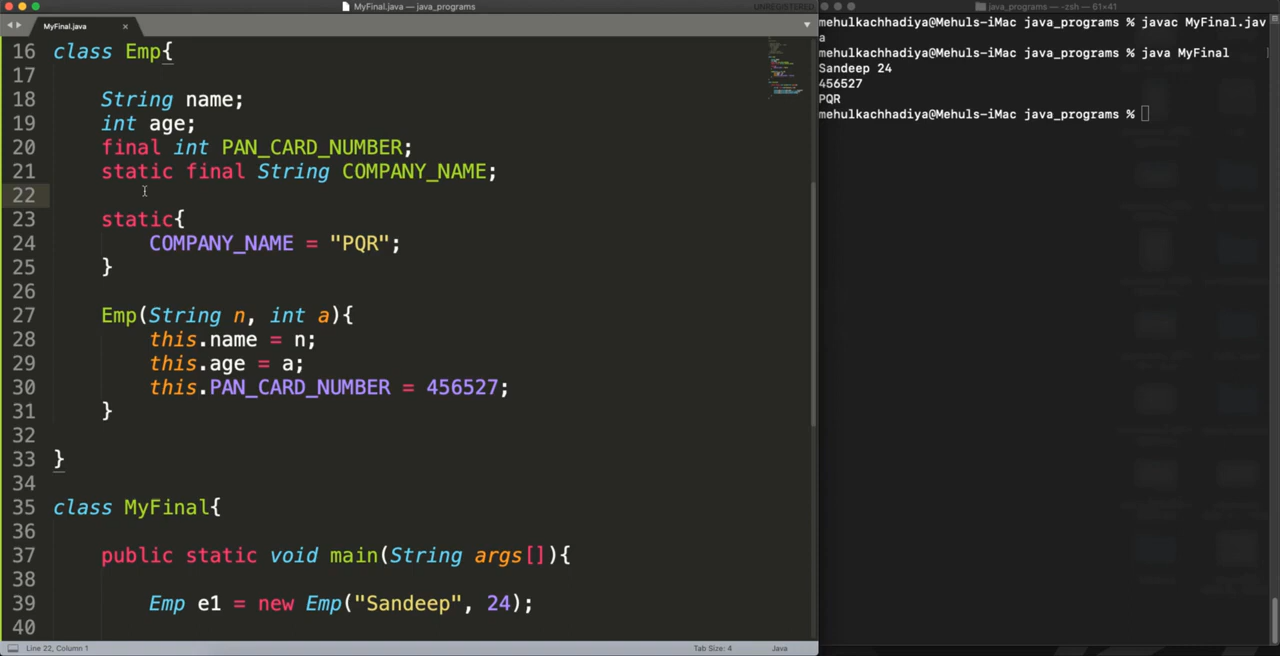 MyFinal.java — java_programs
UNREGISTERED
MyFinal.java
16 class Emp{
17
18 String name;
19 int age;
20 final int PAN_CARD_NUMBER;
21 static final String COMPANY_NAME;
22
23 static{
24 COMPANY_NAME = "PQR";
25 }
26
27 Emp(String n, int a){
28 this.name = n;
29 this.age = a;
30 this.PAN_CARD_NUMBER = 456527;
31 }
32
33 }
34
35 class MyFinal{
36
37 public static void main(String args[]){
38
39 Emp e1 = new Emp("Sandeep", 24);
40
Line 22, Column 1
Tab Size: 4
Java
java_programs — -zsh — 61×41
mehulkachhadiya@Mehuls-iMac java_programs % javac MyFinal.jav
a
mehulkachhadiya@Mehuls-iMac java_programs % java MyFinal
Sandeep 24
456527
PQR
mehulkachhadiya@Mehuls-iMac java_programs %